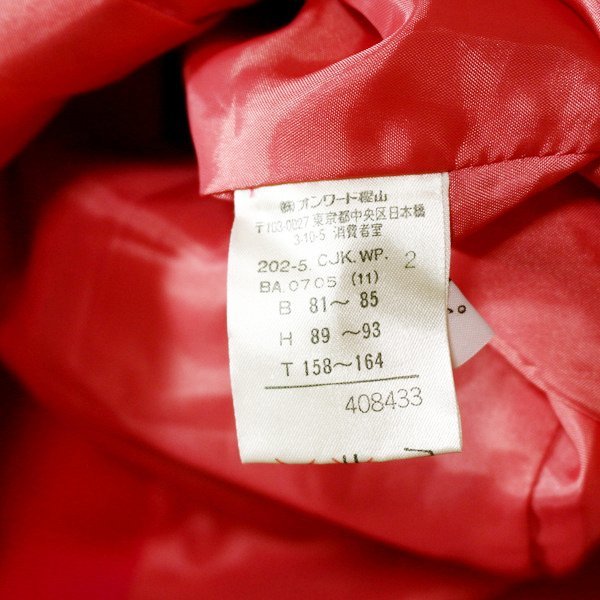 ㈱オンワード樫山
〒103-0027 東京都中央区日本橋
3-10-5. 消費者室
202-5. CJK. WP. 2
BA.0705 (11)
B 81〜 85
H 89 〜93
T 158〜164
408433